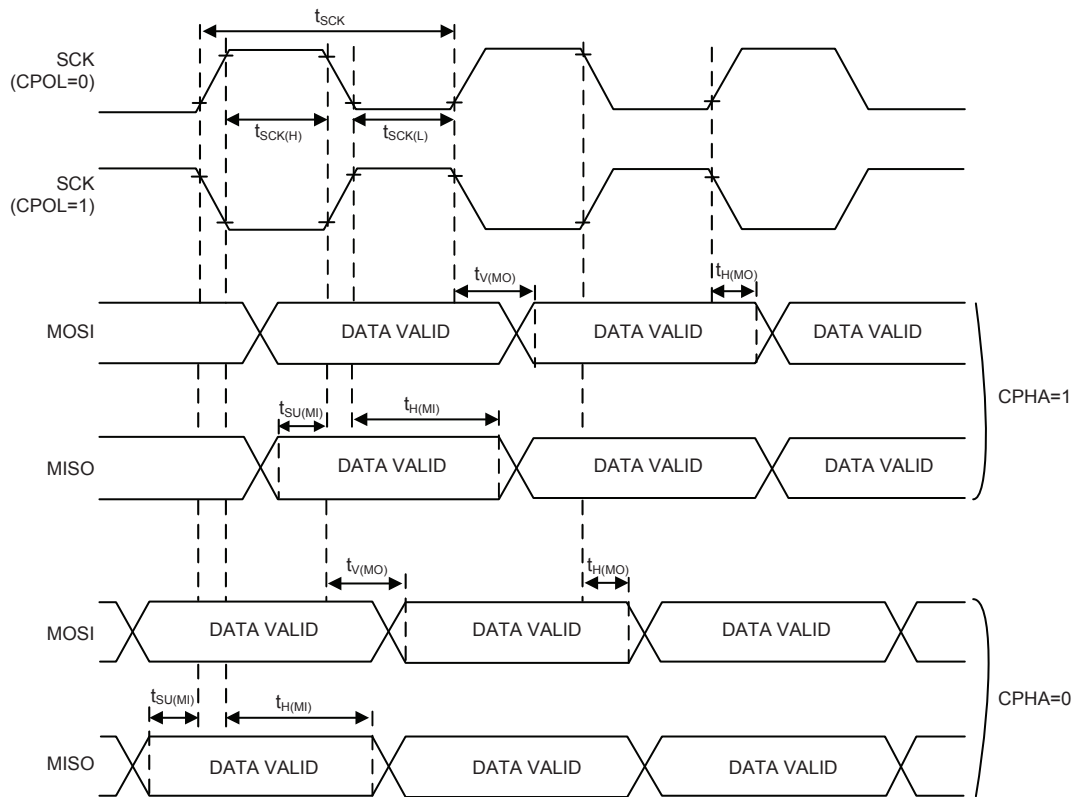 tSCK
SCK
(CPOL=0)
tSCK(H)
tSCK(L)
SCK
(CPOL=1)
tV(MO)
tH(MO)
MOSI
DATA VALID
DATA VALID
DATA VALID
CPHA=1
tSU(MI)
tH(MI)
MISO
DATA VALID
DATA VALID
DATA VALID
tV(MO)
tH(MO)
MOSI
DATA VALID
DATA VALID
DATA VALID
CPHA=0
tSU(MI)
tH(MI)
MISO
DATA VALID
DATA VALID
DATA VALID